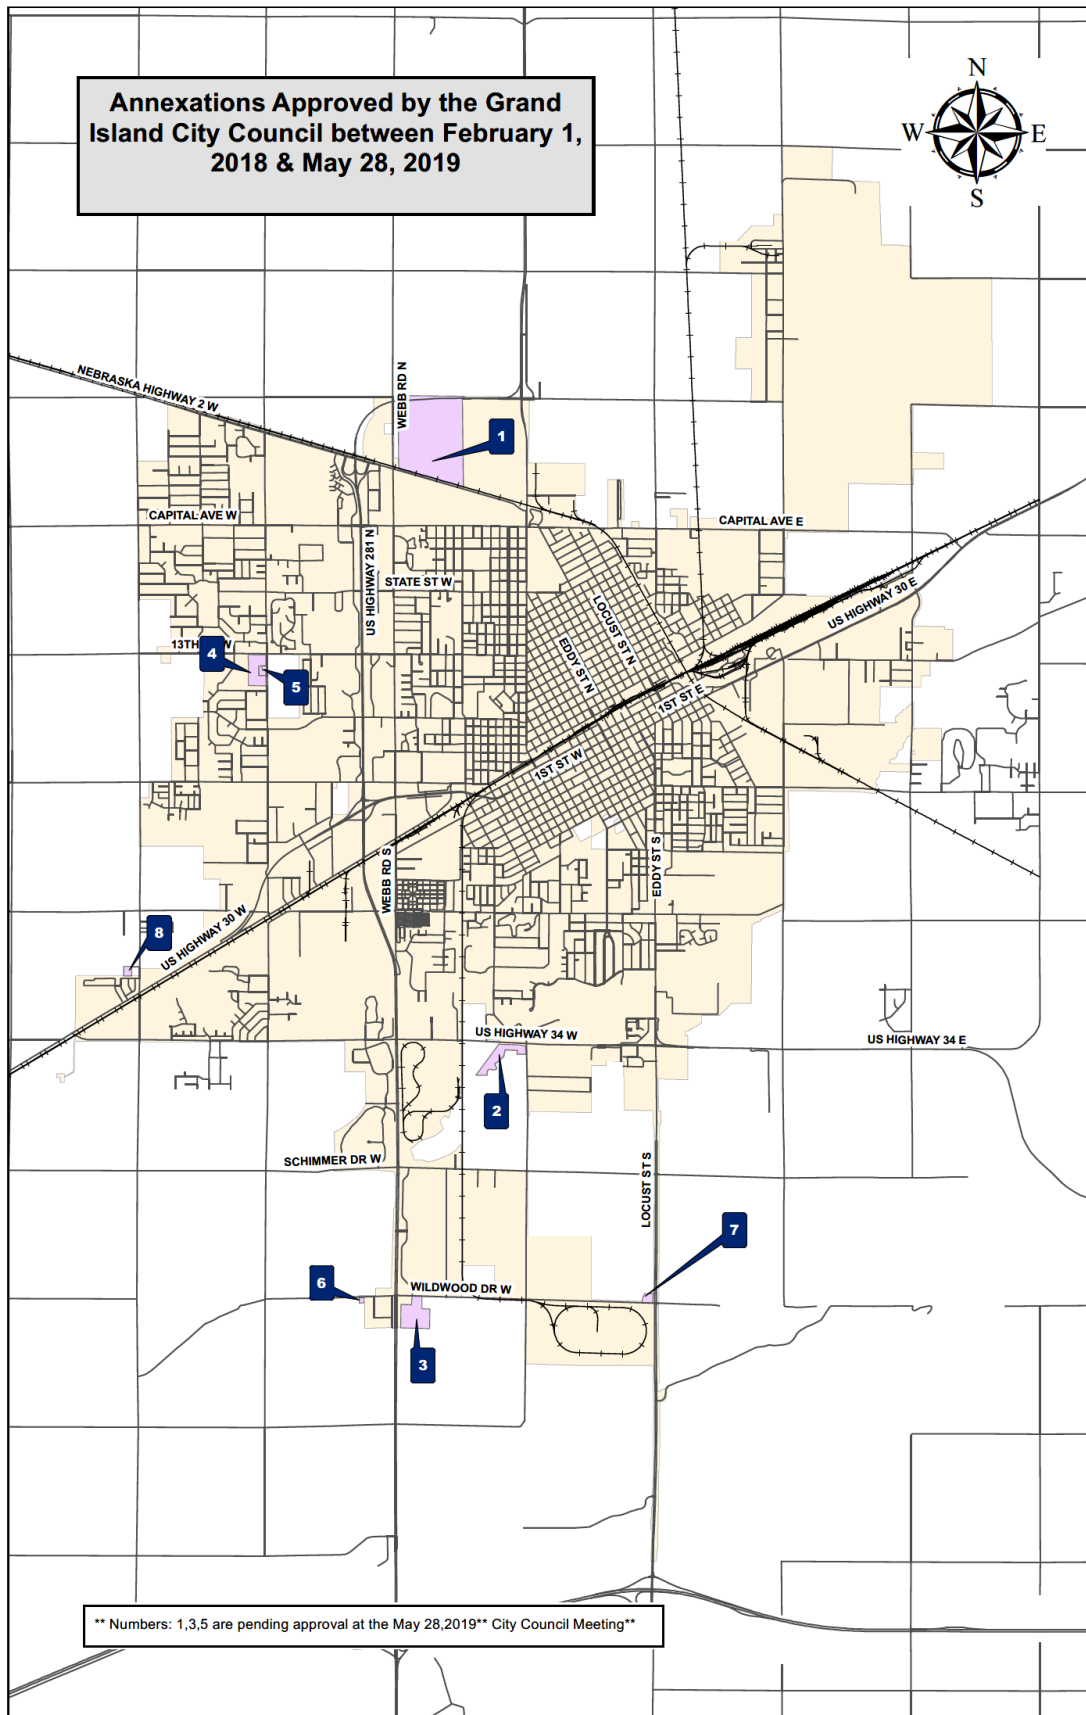 Annexations Approved by the Grand
Island City Council between February 1,
2018 & May 28, 2019
N
W
E
S
NEBRASKA HIGHWAY 2 W
WEBB RD N
1
CAPITAL AVE W
CAPITAL AVE E
US HIGHWAY 281 N
STATE ST W
LOCUST ST N
US HIGHWAY 30 E
13TH
W
4
EDDY ST N
5
1ST ST E
1ST ST W
WEBB RD S
EDDY ST S
8
US HIGHWAY 30 W
US HIGHWAY 34 W
US HIGHWAY 34 E
2
SCHIMMER DR W
LOCUST ST S
7
6
WILDWOOD DR W
3
** Numbers: 1,3,5 are pending approval at the May 28,2019** City Council Meeting**